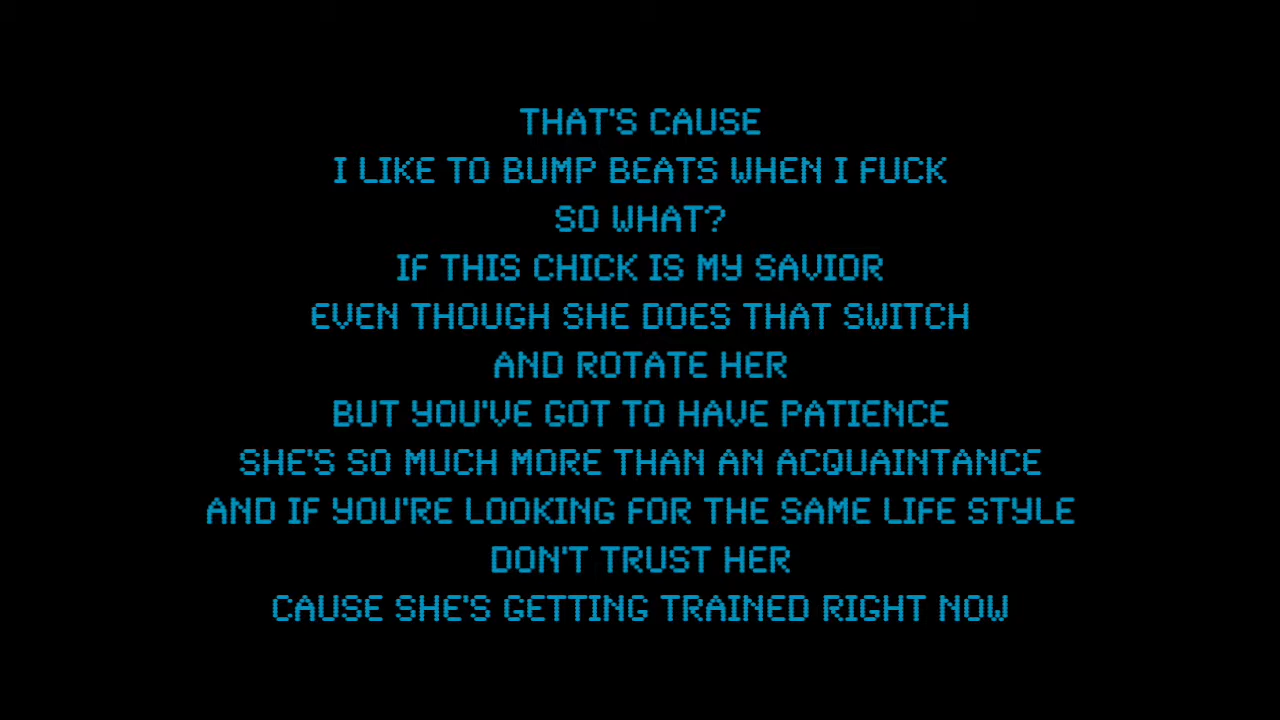 THAT'S CAUSE
I LIKE TO BUMP BEATS WHEN I FUCK
SO WHAT?
IF THIS CHICK IS MY SAVIOR
EVEN THOUGH SHE DOES THAT SWITCH
AND ROTATE HER
BUT YOU'VE GOT TO HAVE PATIENCE
SHE'S SO MUCH MORE THAN AN ACQUAINTANCE
AND IF YOU'RE LOOKING FOR THE SAME LIFE STYLE
DON'T TRUST HER
CAUSE SHE'S GETTING TRAINED RIGHT NOW